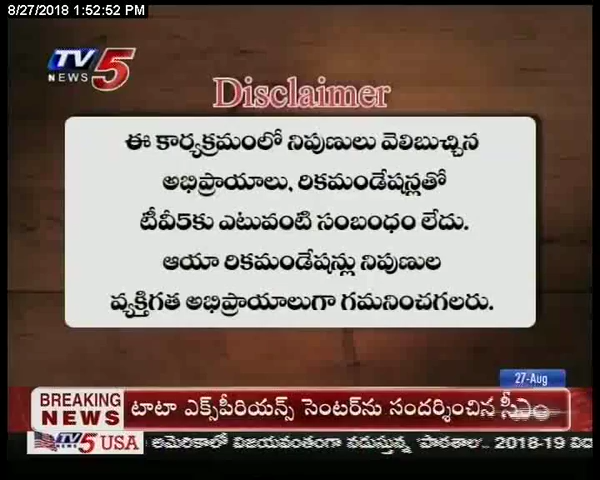 8/27/2018 1:52:52 PM
TV5
NEWS
Disclaimer
ఈ కార్యక్రమంలో నిపుణులు వెలిబుచ్చిన
అభిప్రాయాలు, రికమండేషన్లతో
టీవీ5కు ఎటువంటి సంబంధం లేదు.
ఆయా రికమండేషన్లు నిపుణుల
వ్యక్తిగత అభిప్రాయాలుగా గమనించగలరు.
27-Aug
BREAKING
NEWS
టాటా ఎక్స్‌పీరియన్స్ సెంటర్‌ను సందర్శించిన సీఎం
TV5 USA
అమెరికాలో విజయవంతంగా నడుస్తున్న 'పాఠశాల'.. 2018-19